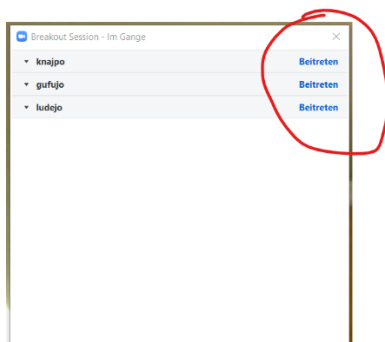 Breakout Session - Im Gange
knajpo Beitreten
gufujo Beitreten
ludejo Beitreten